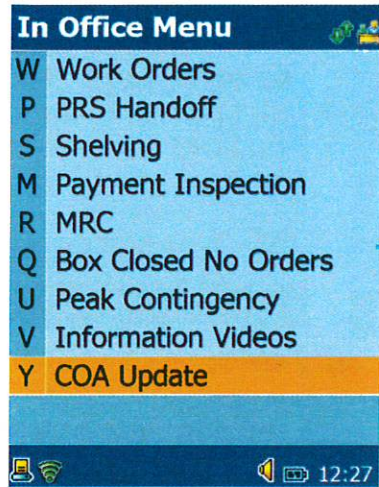 In Office Menu
W Work Orders
P PRS Handoff
S Shelving
M Payment Inspection
R MRC
Q Box Closed No Orders
U Peak Contingency
V Information Videos
Y COA Update
12:27